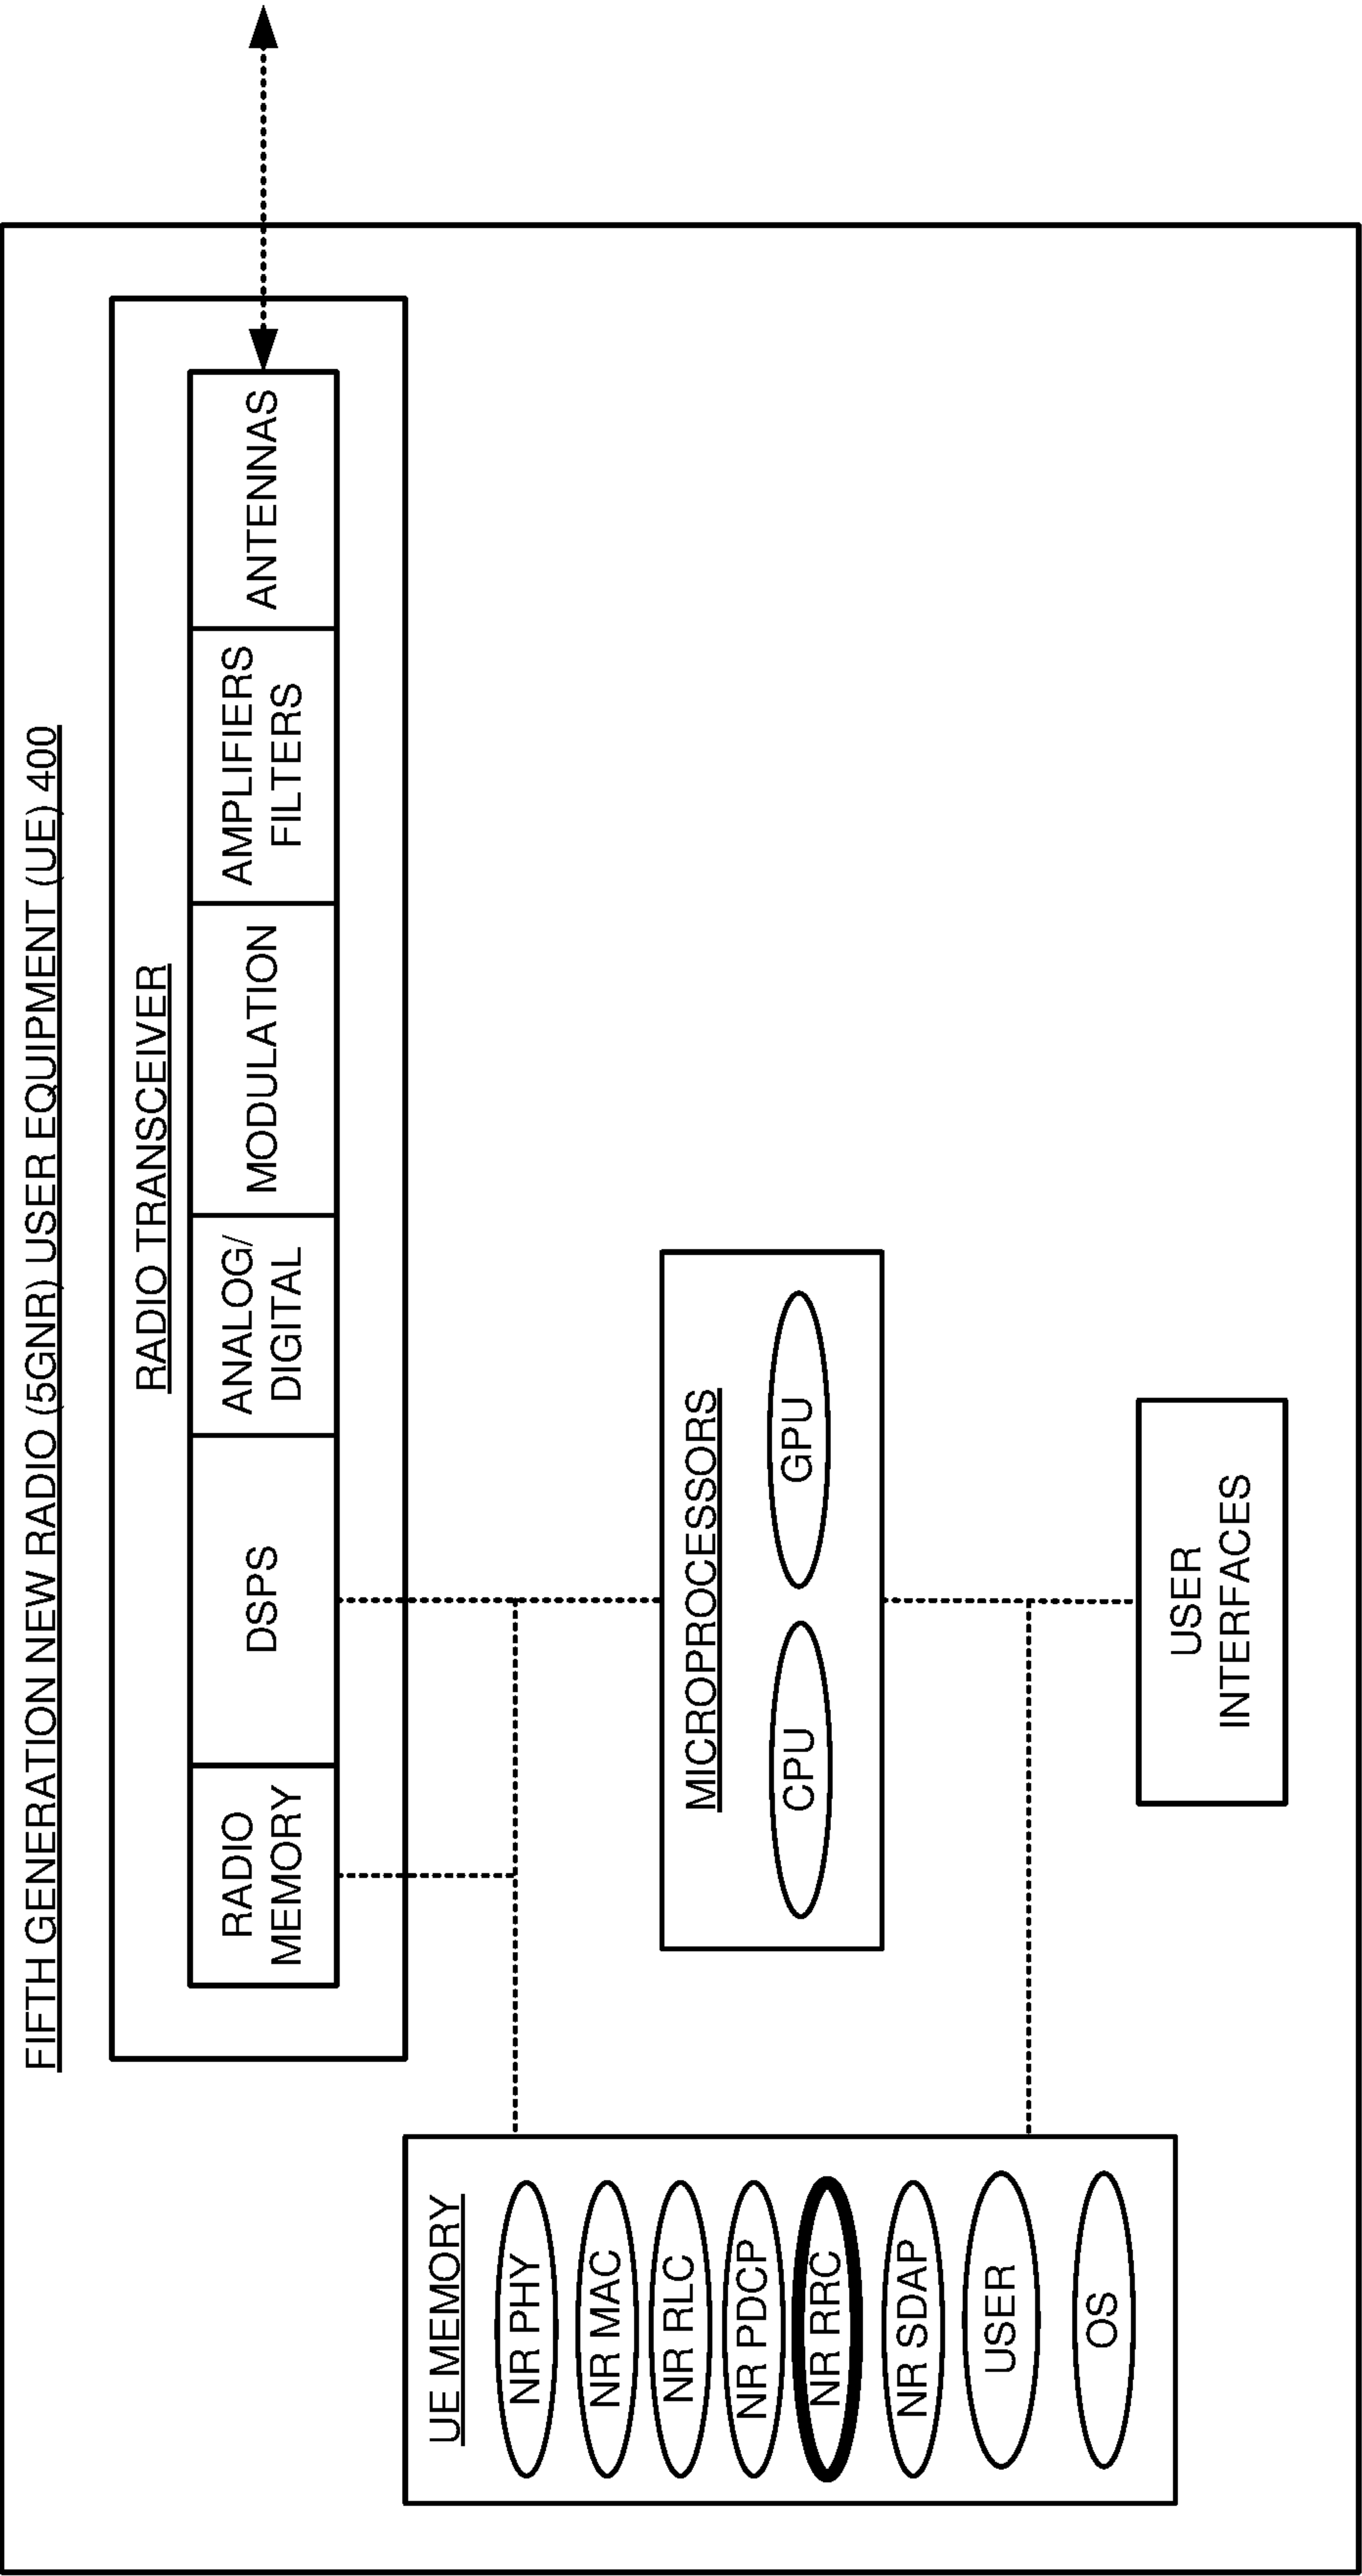 FIFTH GENERATION NEW RADIO (5GNR) USER EQUIPMENT (UE) 400
RADIO TRANSCEIVER
RADIO
MEMORY
DSPS
ANALOG/
DIGITAL
MODULATION
AMPLIFIERS
FILTERS
ANTENNAS
UE MEMORY
NR PHY
NR MAC
NR RLC
NR PDCP
NR RRC
NR SDAP
USER
OS
MICROPROCESSORS
CPU
GPU
USER
INTERFACES